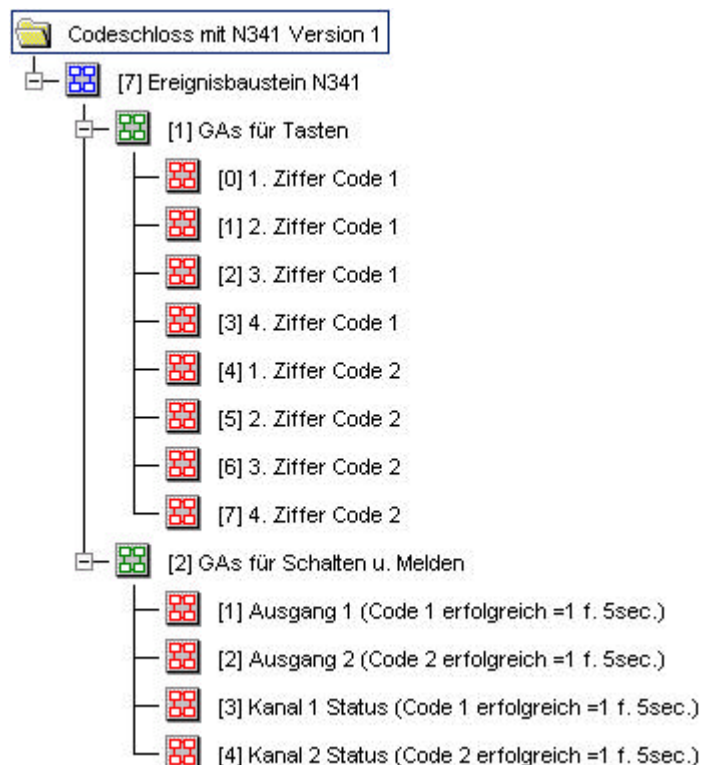 Codeschloss mit N341 Version 1
[7] Ereignisbaustein N341
[1] GAs für Tasten
[0] 1. Ziffer Code 1
[1] 2. Ziffer Code 1
[2] 3. Ziffer Code 1
[3] 4. Ziffer Code 1
[4] 1. Ziffer Code 2
[5] 2. Ziffer Code 2
[6] 3. Ziffer Code 2
[7] 4. Ziffer Code 2
[2] GAs für Schalten u. Melden
[1] Ausgang 1 (Code 1 erfolgreich =1 f. 5sec.)
[2] Ausgang 2 (Code 2 erfolgreich =1 f. 5sec.)
[3] Kanal 1 Status (Code 1 erfolgreich =1 f. 5sec.)
[4] Kanal 2 Status (Code 2 erfolgreich =1 f. 5sec.)